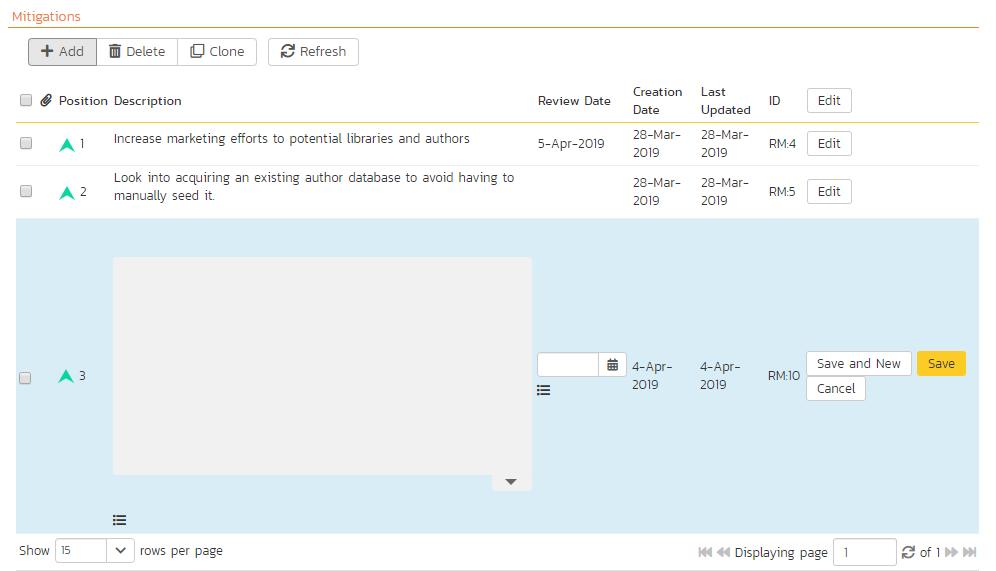 Mitigations
Add Delete Clone Refresh
Position Description Review Date Creation Date Last Updated ID Edit
1 Increase marketing efforts to potential libraries and authors 5-Apr-2019 28-Mar-2019 28-Mar-2019 RM:4 Edit
2 Look into acquiring an existing author database to avoid having to
manually seed it. 28-Mar-2019 28-Mar-2019 RM:5 Edit
3 4-Apr-2019 4-Apr-2019 RM:10 Save and New Save
Cancel
Show 15 rows per page Displaying page 1 of 1